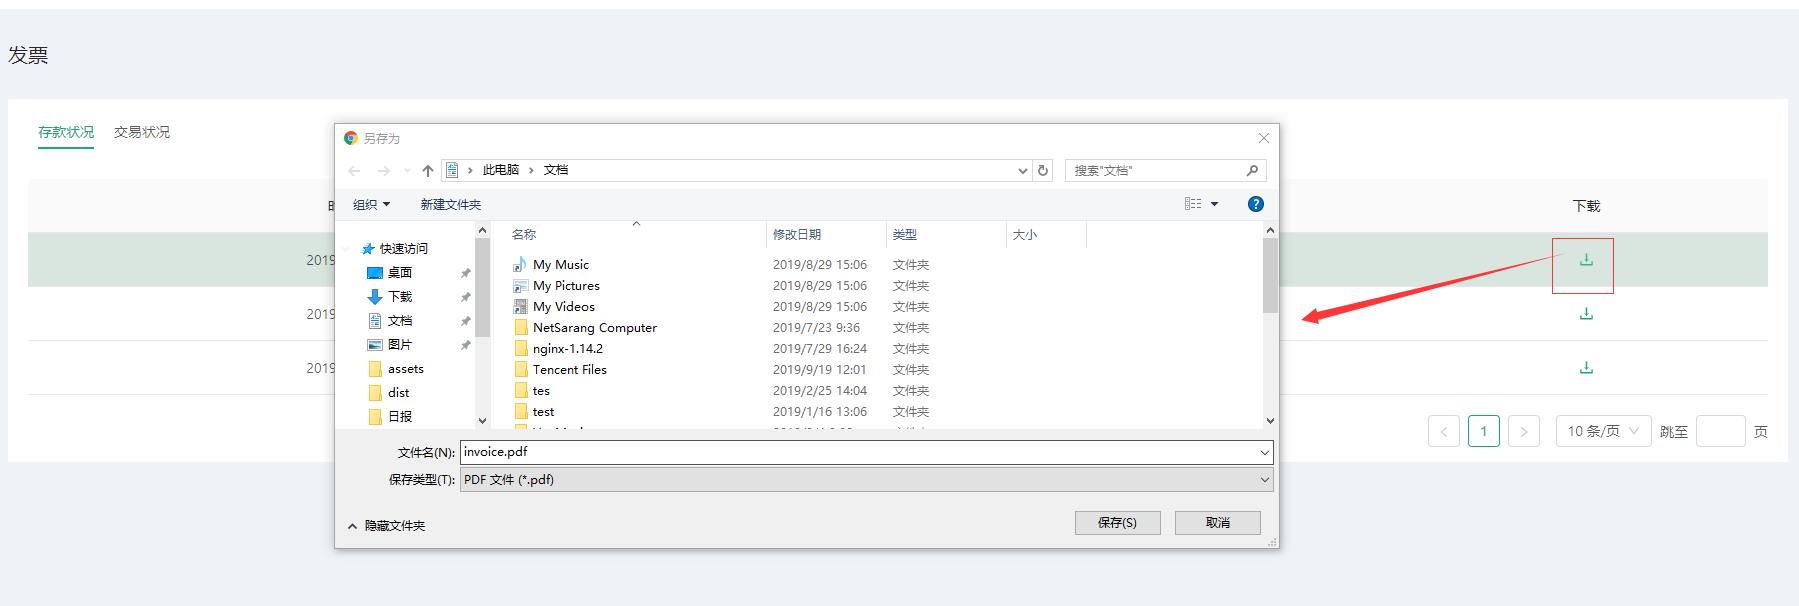 发票
存款状况 交易状况
下载
2019
2019
2019
1 10 条/页 跳至 页
另存为
此电脑 › 文档
搜索"文档"
组织 新建文件夹
快速访问
桌面
下载
文档
图片
assets
dist
日报
名称 修改日期 类型 大小
My Music 2019/8/29 15:06 文件夹
My Pictures 2019/8/29 15:06 文件夹
My Videos 2019/8/29 15:06 文件夹
NetSarang Computer 2019/7/23 9:36 文件夹
nginx-1.14.2 2019/7/29 16:24 文件夹
Tencent Files 2019/9/19 12:01 文件夹
tes 2019/2/25 14:04 文件夹
test 2019/1/16 13:06 文件夹
文件名(N): invoice.pdf
保存类型(T): PDF 文件 (*.pdf)
隐藏文件夹 保存(S) 取消